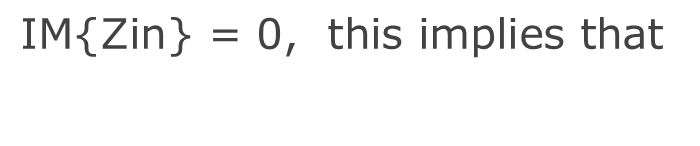 IM{Zin} = 0, this implies that